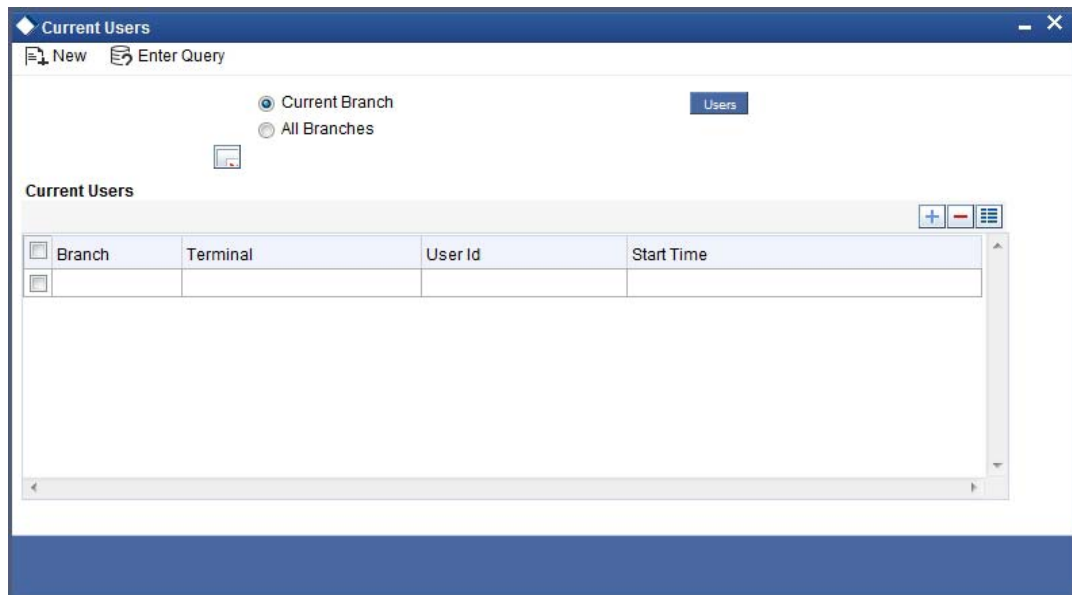 Current Users
New Enter Query
Current Branch
Users
All Branches
Current Users
Branch Terminal User Id Start Time